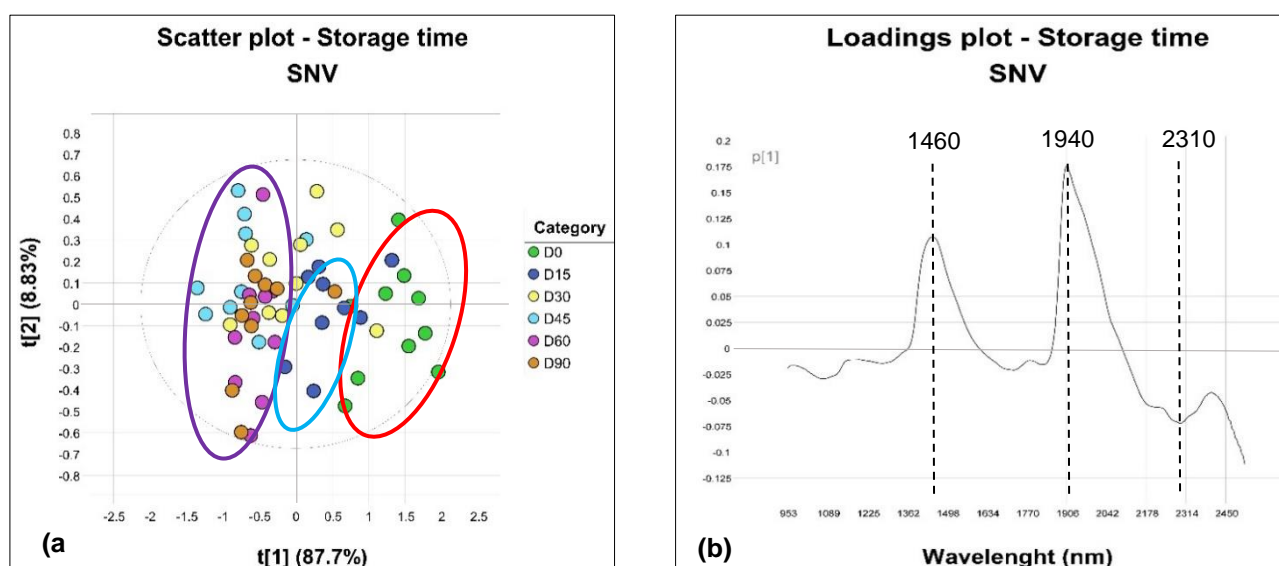 Scatter plot - Storage time
SNV
0.8
0.7
0.6
0.5
0.4
0.3
0.2
0.1
0
-0.1
-0.2
-0.3
-0.4
-0.5
-0.6
-0.7
-0.8
t[2] (8.83%)
-2.5 -2 -1.5 -1 -0.5 0 0.5 1 1.5 2 2.5
t[1] (87.7%)
Category
D0
D15
D30
D45
D60
D90
(a
Loadings plot - Storage time
SNV
1460 1940 2310
p[1]
0.2
0.175
0.15
0.125
0.1
0.075
0.05
0.025
0
-0.025
-0.05
-0.075
-0.1
-0.125
953 1089 1225 1362 1498 1634 1770 1906 2042 2178 2314 2450
(b) Wavelenght (nm)